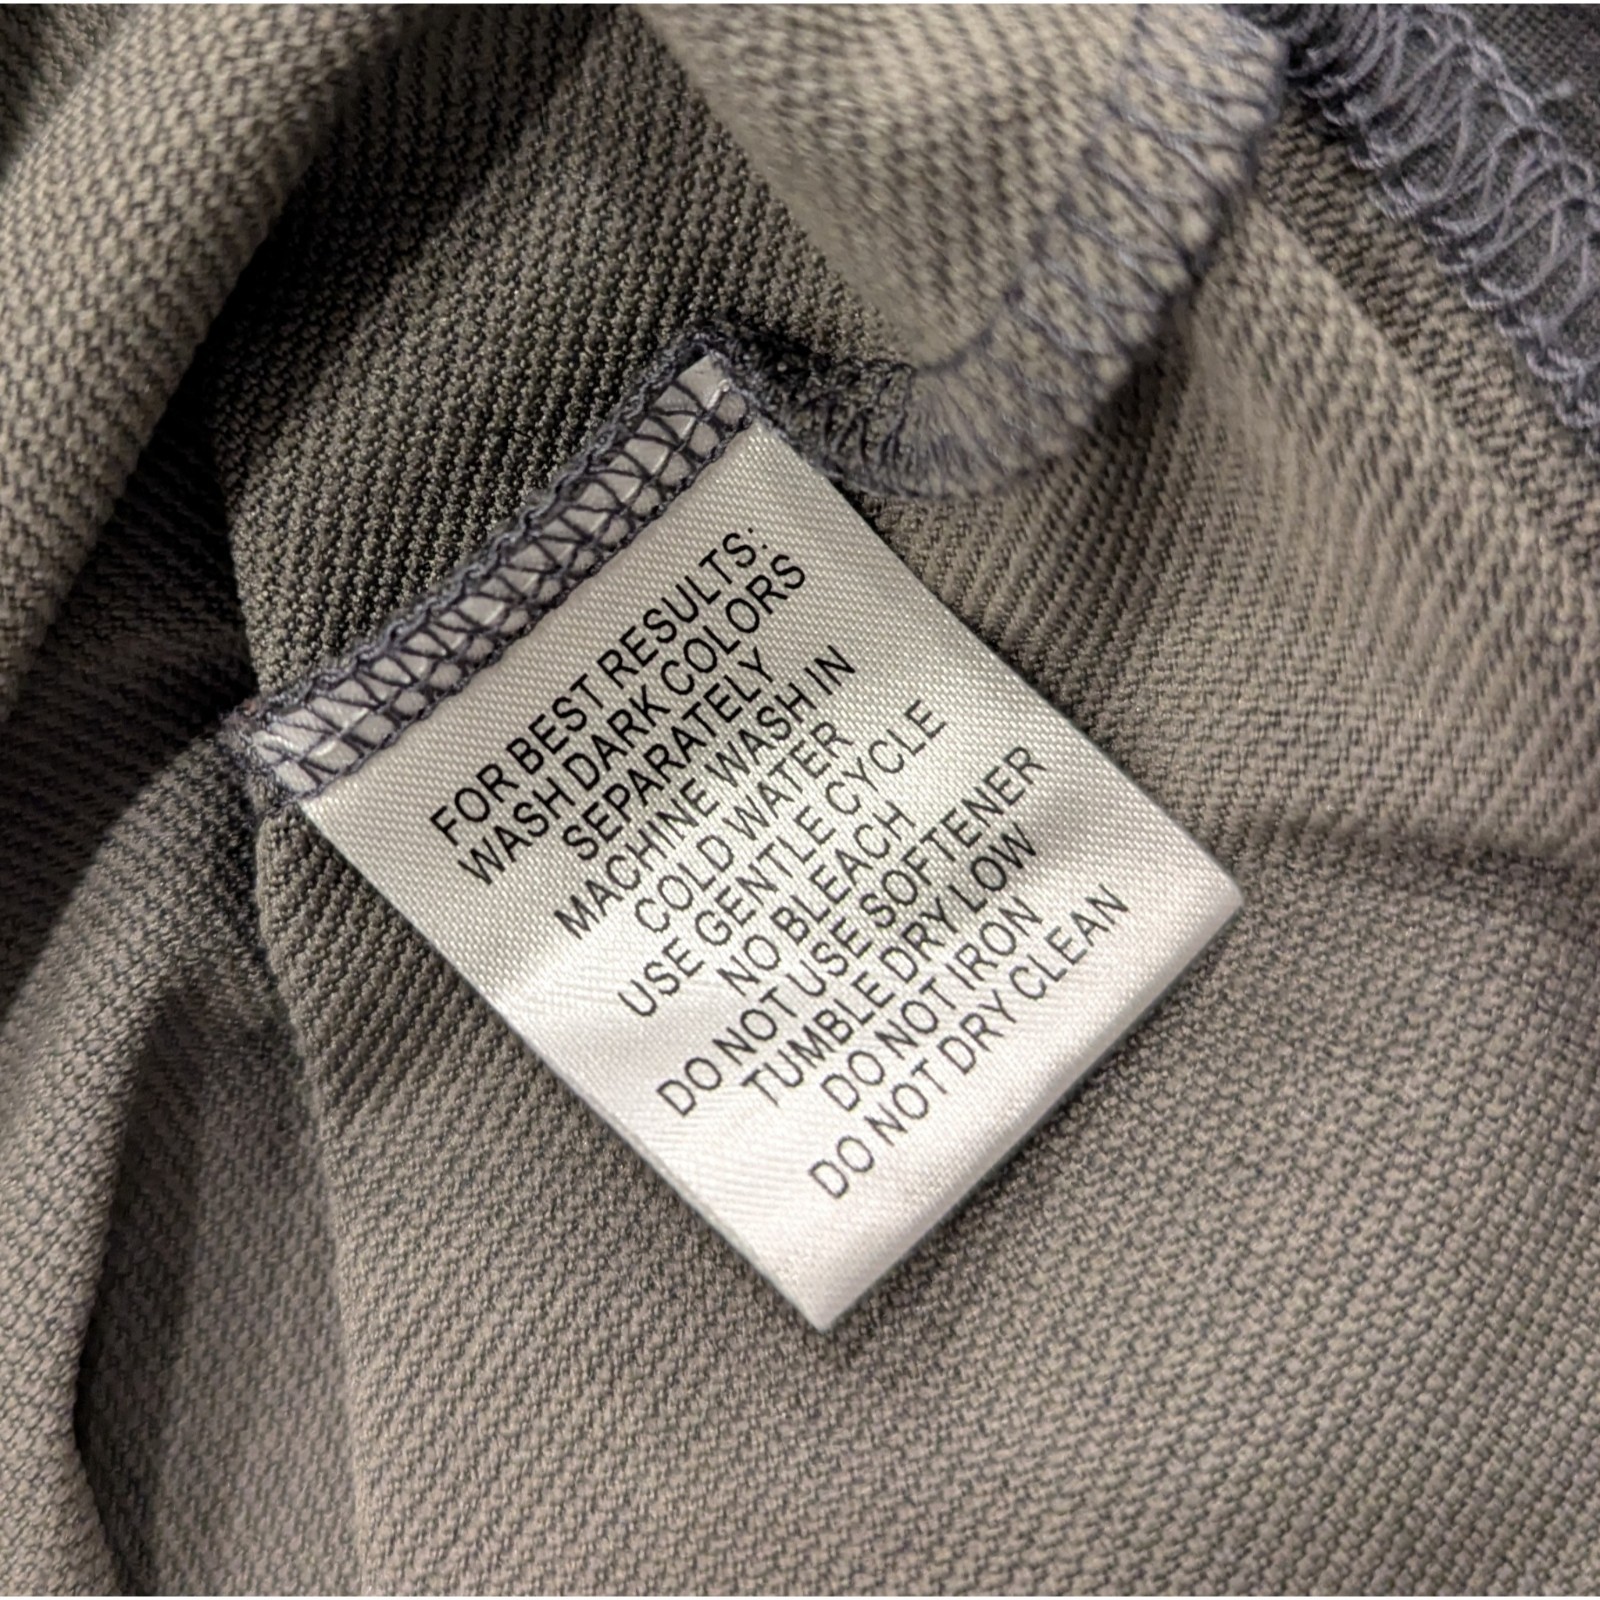 FOR BEST RESULTS:
WASH DARK COLORS
SEPARATELY
MACHINE WASH IN
COLD WATER
USE GENTLE CYCLE
NO BLEACH
DO NOT USE SOFTENER
TUMBLE DRY LOW
DO NOT IRON
DO NOT DRY CLEAN